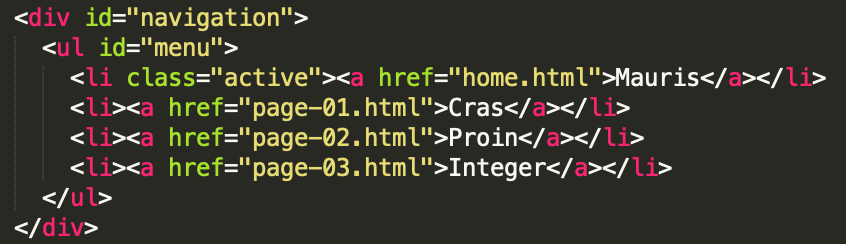 <div id="navigation">
  <ul id="menu">
    <li class="active"><a href="home.html">Mauris</a></li>
    <li><a href="page-01.html">Cras</a></li>
    <li><a href="page-02.html">Proin</a></li>
    <li><a href="page-03.html">Integer</a></li>
  </ul>
</div>